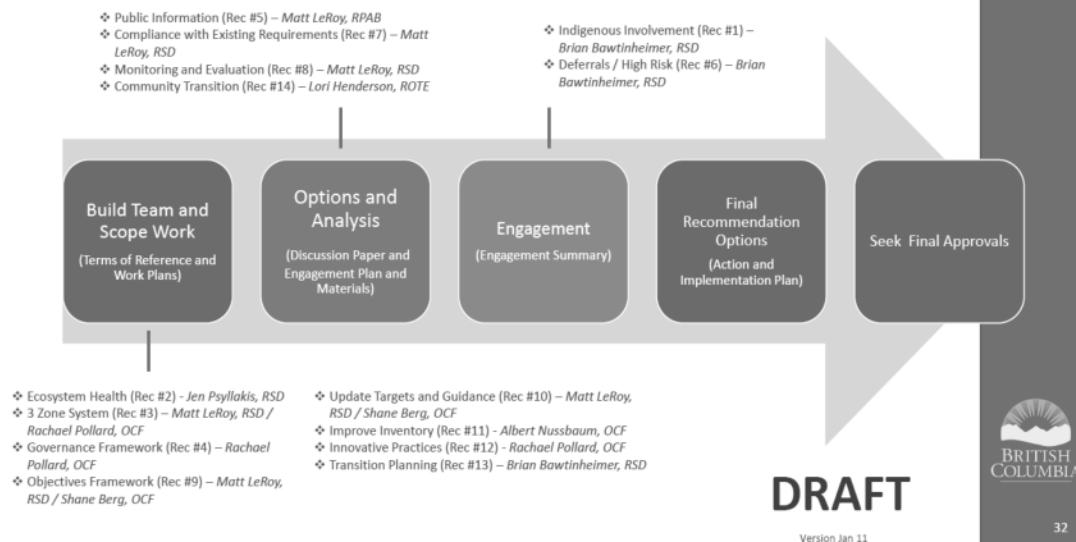 ❖ Public Information (Rec #5) – Matt LeRoy, RPAB
❖ Compliance with Existing Requirements (Rec #7) – Matt
LeRoy, RSD
❖ Monitoring and Evaluation (Rec #8) – Matt LeRoy, RSD
❖ Community Transition (Rec #14) – Lori Henderson, ROTE
❖ Indigenous Involvement (Rec #1) –
Brian Bawtinheimer, RSD
❖ Deferrals / High Risk (Rec #6) – Brian
Bawtinheimer, RSD
Build Team and
Scope Work
(Terms of Reference and
Work Plans)
Options and
Analysis
(Discussion Paper and
Engagement Plan and
Materials)
Engagement
(Engagement Summary)
Final
Recommendation
Options
(Action and
Implementation Plan)
Seek Final Approvals
❖ Ecosystem Health (Rec #2) - Jen Psyllakis, RSD
❖ 3 Zone System (Rec #3) – Matt LeRoy, RSD /
Rachael Pollard, OCF
❖ Governance Framework (Rec #4) – Rachael
Pollard, OCF
❖ Objectives Framework (Rec #9) – Matt LeRoy,
RSD / Shane Berg, OCF
❖ Update Targets and Guidance (Rec #10) – Matt LeRoy,
RSD / Shane Berg, OCF
❖ Improve Inventory (Rec #11) - Albert Nussbaum, OCF
❖ Innovative Practices (Rec #12) - Rachael Pollard, OCF
❖ Transition Planning (Rec #13) – Brian Bawtinheimer, RSD
DRAFT
Version Jan 11
BRITISH
COLUMBIA
32